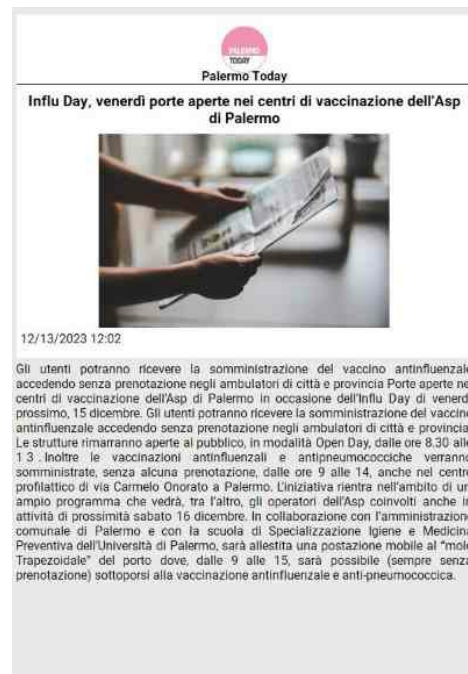 PALERMO
TODAY
Palermo Today
Influ Day, venerdì porte aperte nei centri di vaccinazione dell'Asp
di Palermo
12/13/2023 12:02
Gli utenti potranno ricevere la somministrazione del vaccino antinfluenzale
accedendo senza prenotazione negli ambulatori di città e provincia Porte aperte ne
centri di vaccinazione dell'Asp di Palermo in occasione dell'Influ Day di venerd
prossimo, 15 dicembre. Gli utenti potranno ricevere la somministrazione del vaccin
antinfluenzale accedendo senza prenotazione negli ambulatori di città e provincia
Le strutture rimarranno aperte al pubblico, in modalità Open Day, dalle ore 8.30 alle
1 3 . Inoltre le vaccinazioni antinfluenzali e antipneumococciche verranno
somministrate, senza alcuna prenotazione, dalle ore 9 alle 14, anche nel centro
profilattico di via Carmelo Onorato a Palermo. L'iniziativa rientra nell'ambito di un
ampio programma che vedrà, tra l'altro, gli operatori dell'Asp coinvolti anche in
attività di prossimità sabato 16 dicembre. In collaborazione con l'amministrazione
comunale di Palermo e con la scuola di Specializzazione Igiene e Medicina
Preventiva dell'Università di Palermo, sarà allestita una postazione mobile al “molo
Trapezoidale” del porto dove, dalle 9 alle 15, sarà possibile (sempre senza
prenotazione) sottoporsi alla vaccinazione antinfluenzale e anti-pneumococcica.